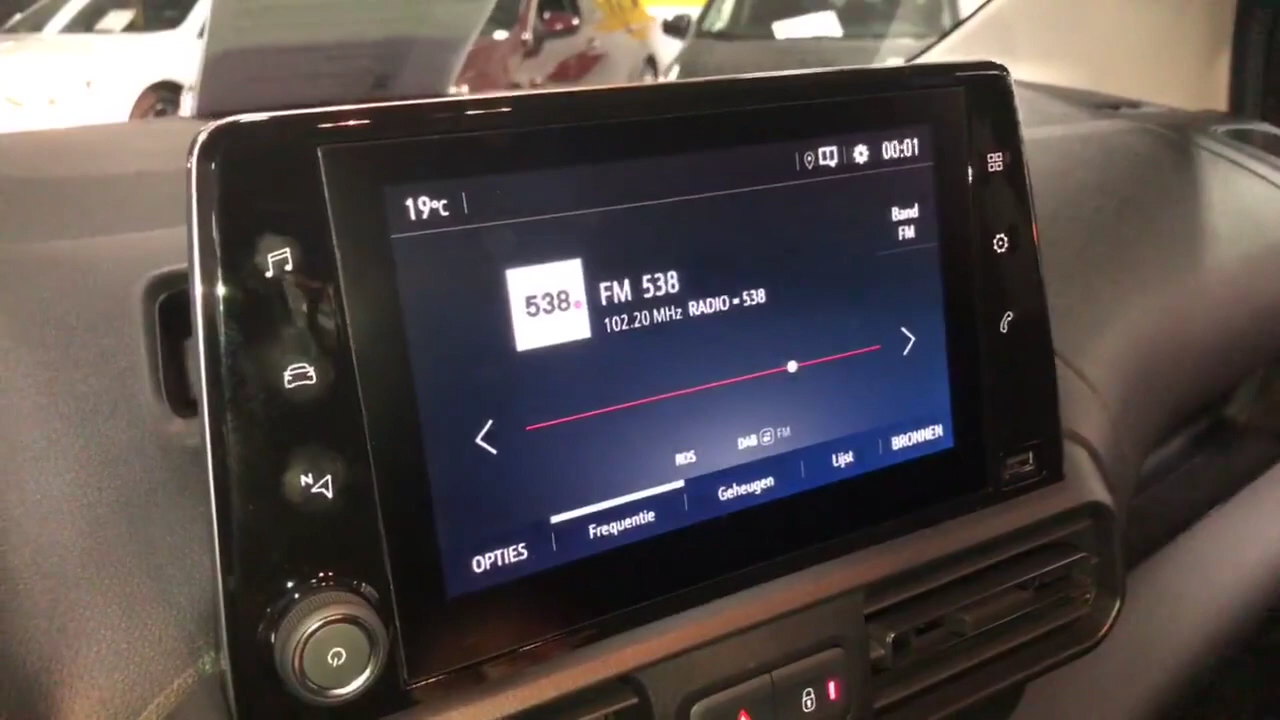 19°C
00:01
Band
FM
538.
FM 538
102.20 MHz RADIO = 538
RDS
DAB FM
OPTIES
Frequentie
Geheugen
Lijst
BRONNEN
N